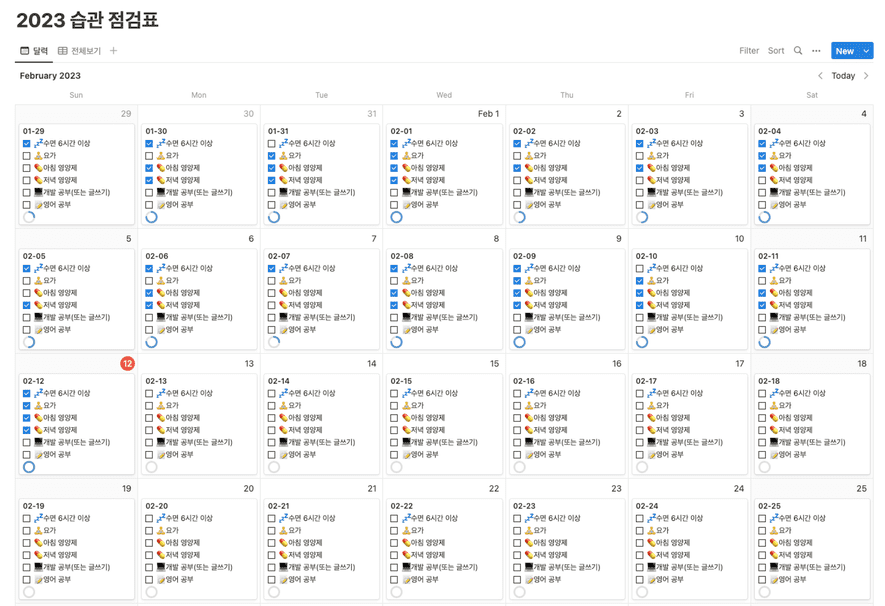 2023 습관 점검표
달력 전체보기 +
Filter Sort ... New
February 2023 Today
Sun Mon Tue Wed Thu Fri Sat
29 30 31 Feb 1 2 3 4
01-29 01-30 01-31 02-01 02-02 02-03 02-04
💤수면 6시간 이상 💤수면 6시간 이상 💤수면 6시간 이상 💤수면 6시간 이상 💤수면 6시간 이상 💤수면 6시간 이상 💤수면 6시간 이상
🧘요가 🧘요가 🧘요가 🧘요가 🧘요가 🧘요가 🧘요가
💊아침 영양제 💊아침 영양제 💊아침 영양제 💊아침 영양제 💊아침 영양제 💊아침 영양제 💊아침 영양제
💊저녁 영양제 💊저녁 영양제 💊저녁 영양제 💊저녁 영양제 💊저녁 영양제 💊저녁 영양제 💊저녁 영양제
개발 공부(또는 글쓰기) 개발 공부(또는 글쓰기) 개발 공부(또는 글쓰기) 개발 공부(또는 글쓰기) 개발 공부(또는 글쓰기) 개발 공부(또는 글쓰기) 개발 공부(또는 글쓰기)
📝영어 공부 📝영어 공부 📝영어 공부 📝영어 공부 📝영어 공부 📝영어 공부 📝영어 공부
5 6 7 8 9 10 11
02-05 02-06 02-07 02-08 02-09 02-10 02-11
💤수면 6시간 이상 💤수면 6시간 이상 💤수면 6시간 이상 💤수면 6시간 이상 💤수면 6시간 이상 💤수면 6시간 이상 💤수면 6시간 이상
🧘요가 🧘요가 🧘요가 🧘요가 🧘요가 🧘요가 🧘요가
💊아침 영양제 💊아침 영양제 💊아침 영양제 💊아침 영양제 💊아침 영양제 💊아침 영양제 💊아침 영양제
💊저녁 영양제 💊저녁 영양제 💊저녁 영양제 💊저녁 영양제 💊저녁 영양제 💊저녁 영양제 💊저녁 영양제
개발 공부(또는 글쓰기) 개발 공부(또는 글쓰기) 개발 공부(또는 글쓰기) 개발 공부(또는 글쓰기) 개발 공부(또는 글쓰기) 개발 공부(또는 글쓰기) 개발 공부(또는 글쓰기)
📝영어 공부 📝영어 공부 📝영어 공부 📝영어 공부 📝영어 공부 📝영어 공부 📝영어 공부
12 13 14 15 16 17 18
02-12 02-13 02-14 02-15 02-16 02-17 02-18
💤수면 6시간 이상 💤수면 6시간 이상 💤수면 6시간 이상 💤수면 6시간 이상 💤수면 6시간 이상 💤수면 6시간 이상 💤수면 6시간 이상
🧘요가 🧘요가 🧘요가 🧘요가 🧘요가 🧘요가 🧘요가
💊아침 영양제 💊아침 영양제 💊아침 영양제 💊아침 영양제 💊아침 영양제 💊아침 영양제 💊아침 영양제
💊저녁 영양제 💊저녁 영양제 💊저녁 영양제 💊저녁 영양제 💊저녁 영양제 💊저녁 영양제 💊저녁 영양제
개발 공부(또는 글쓰기) 개발 공부(또는 글쓰기) 개발 공부(또는 글쓰기) 개발 공부(또는 글쓰기) 개발 공부(또는 글쓰기) 개발 공부(또는 글쓰기) 개발 공부(또는 글쓰기)
📝영어 공부 📝영어 공부 📝영어 공부 📝영어 공부 📝영어 공부 📝영어 공부 📝영어 공부
19 20 21 22 23 24 25
02-19 02-20 02-21 02-22 02-23 02-24 02-25
💤수면 6시간 이상 💤수면 6시간 이상 💤수면 6시간 이상 💤수면 6시간 이상 💤수면 6시간 이상 💤수면 6시간 이상 💤수면 6시간 이상
🧘요가 🧘요가 🧘요가 🧘요가 🧘요가 🧘요가 🧘요가
💊아침 영양제 💊아침 영양제 💊아침 영양제 💊아침 영양제 💊아침 영양제 💊아침 영양제 💊아침 영양제
💊저녁 영양제 💊저녁 영양제 💊저녁 영양제 💊저녁 영양제 💊저녁 영양제 💊저녁 영양제 💊저녁 영양제
개발 공부(또는 글쓰기) 개발 공부(또는 글쓰기) 개발 공부(또는 글쓰기) 개발 공부(또는 글쓰기) 개발 공부(또는 글쓰기) 개발 공부(또는 글쓰기) 개발 공부(또는 글쓰기)
📝영어 공부 📝영어 공부 📝영어 공부 📝영어 공부 📝영어 공부 📝영어 공부 📝영어 공부